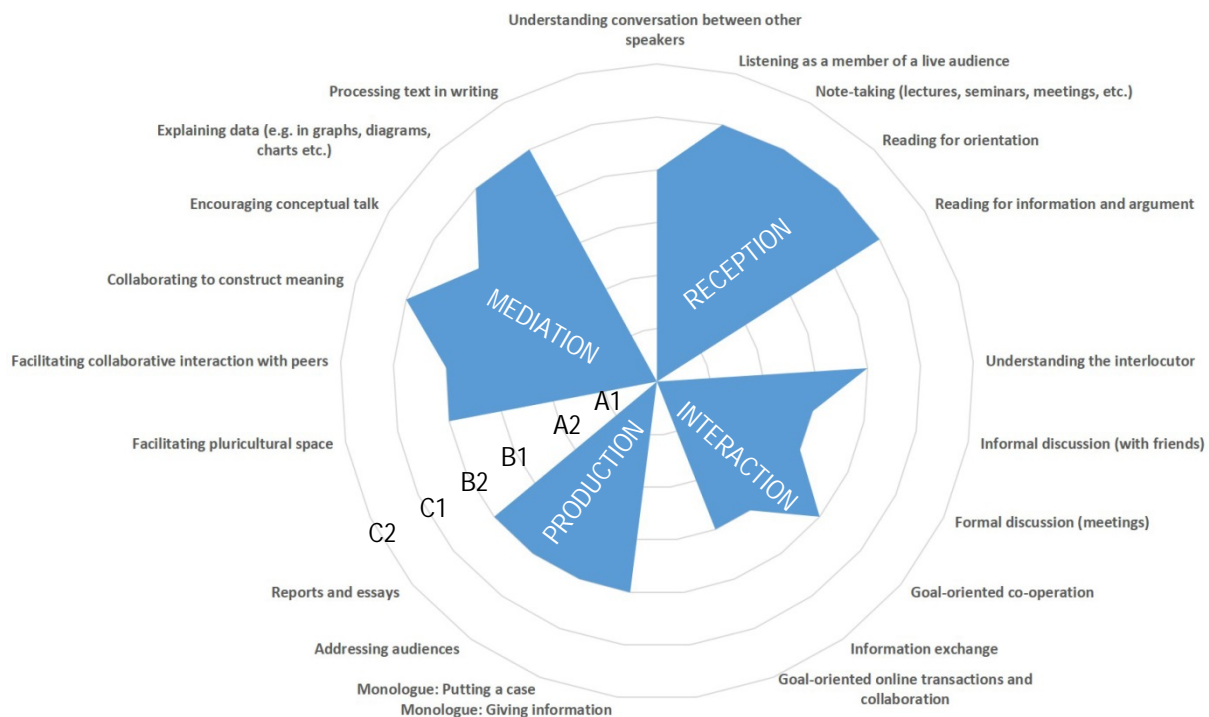 Understanding conversation between other
speakers
Listening as a member of a live audience
Note-taking (lectures, seminars, meetings, etc.)
Reading for orientation
Reading for information and argument
Understanding the interlocutor
Informal discussion (with friends)
Formal discussion (meetings)
Goal-oriented co-operation
Information exchange
Goal-oriented online transactions and
collaboration
Monologue: Giving information
Monologue: Putting a case
Addressing audiences
Reports and essays
Facilitating pluricultural space
Facilitating collaborative interaction with peers
Collaborating to construct meaning
Encouraging conceptual talk
Explaining data (e.g. in graphs, diagrams,
charts etc.)
Processing text in writing
RECEPTION
INTERACTION
PRODUCTION
MEDIATION
A1
A2
B1
B2
C1
C2